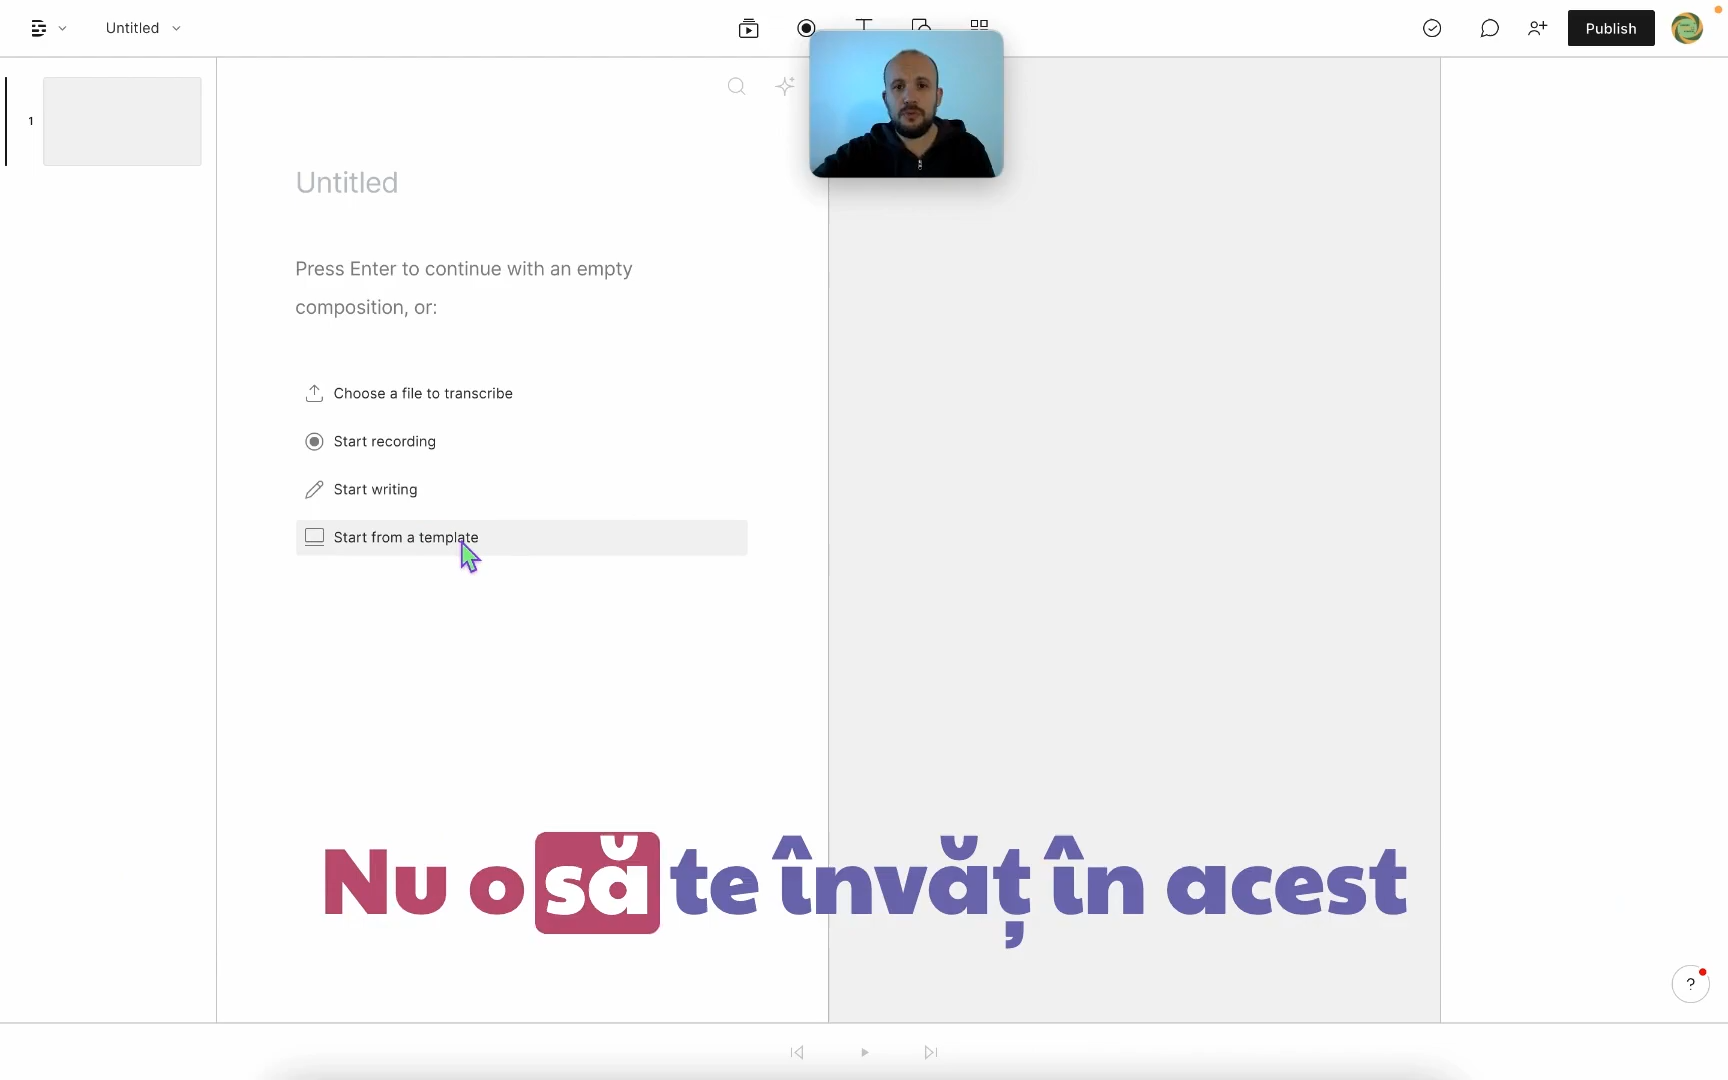 Untitled
Publish
1
Untitled
Press Enter to continue with an empty
composition, or:
Choose a file to transcribe
Start recording
Start writing
Start from a template
Nu o să te învăț în acest
?